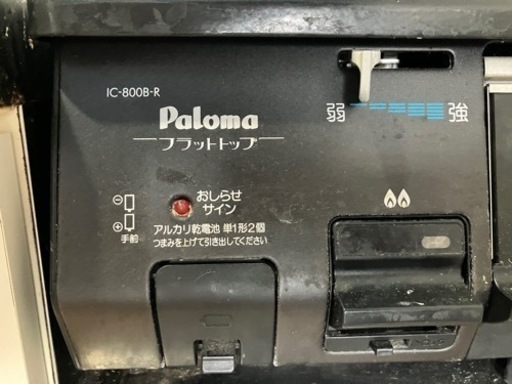 IC-800B-R
Paloma
フラットトップ
弱 強
おしらせ
サイン
手前
アルカリ乾電池 単1形2個
つまみを上げて引き出してください